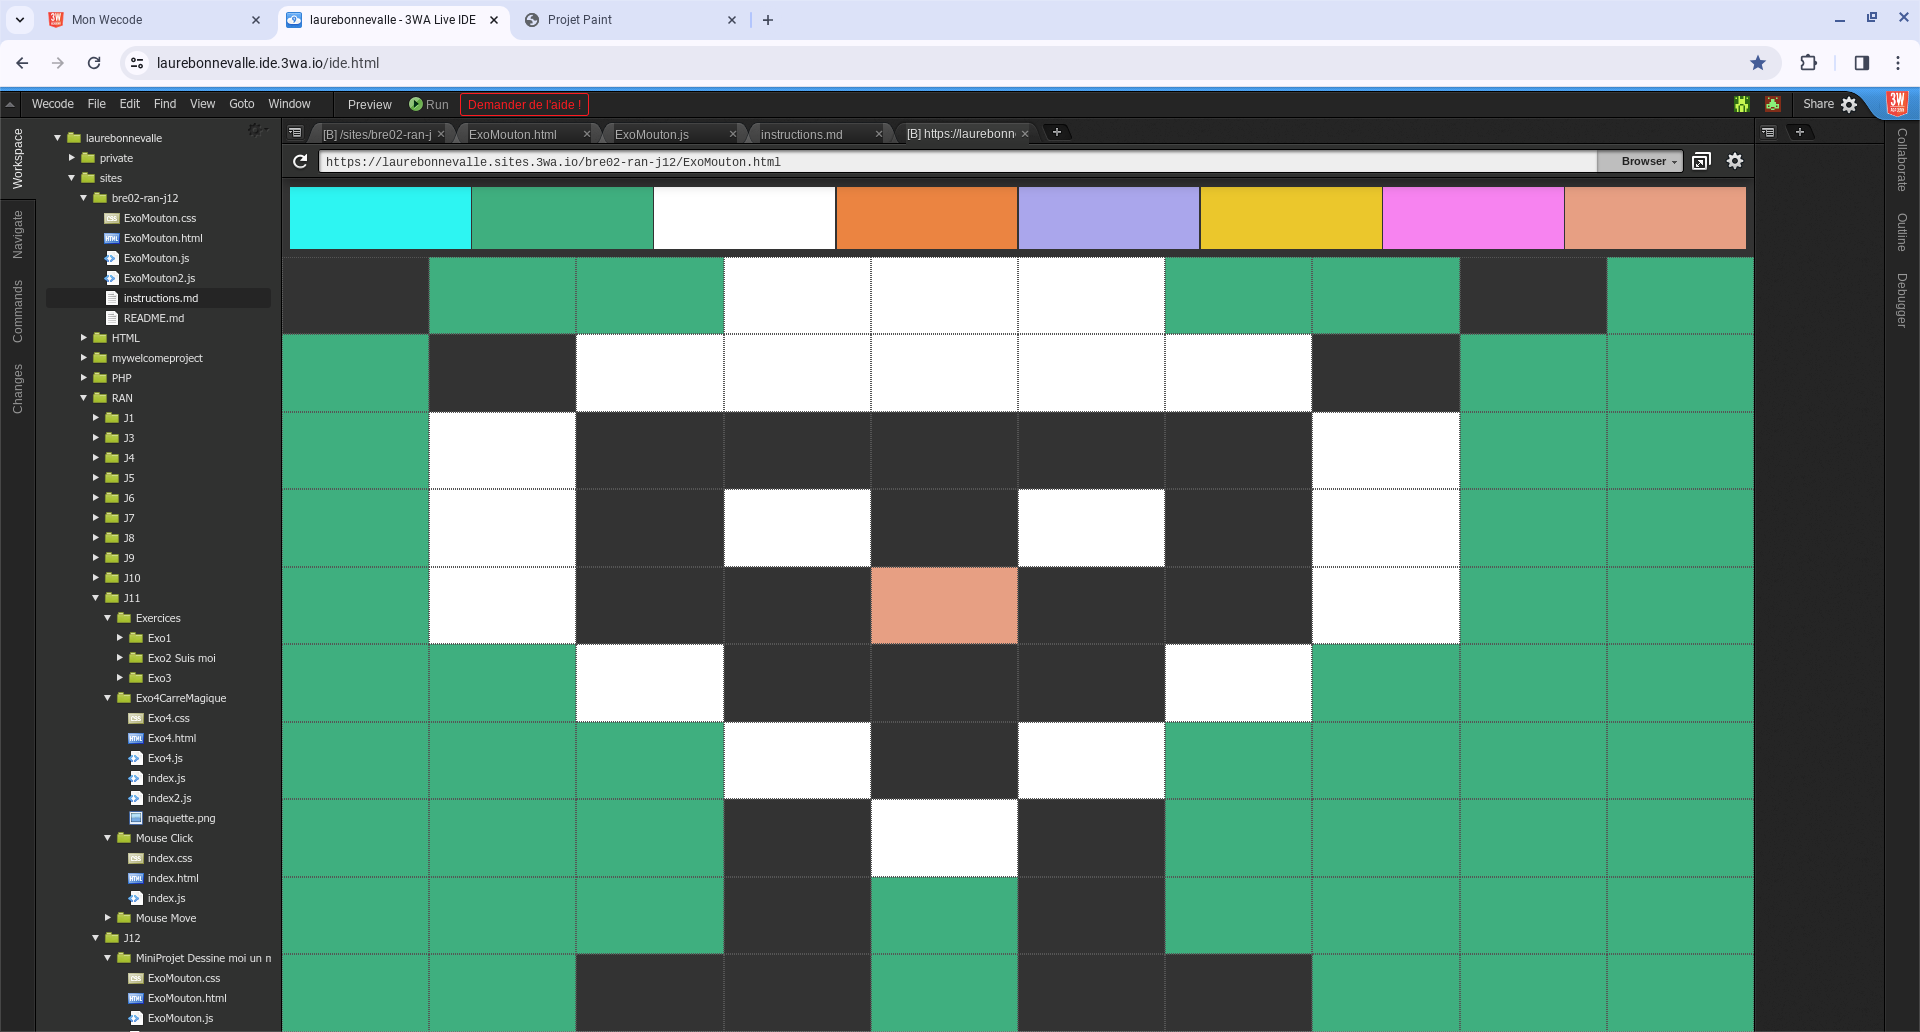 Mon Wecode
laurebonnevalle - 3WA Live IDE
Projet Paint
laurebonnevalle.ide.3wa.io/ide.html
Wecode File Edit Find View Goto Window Preview Run Demander de l'aide ! Share
[B] /sites/bre02-ran-j
ExoMouton.html
ExoMouton.js
instructions.md
[B] https://laurebonn
https://laurebonnevalle.sites.3wa.io/bre02-ran-j12/ExoMouton.html
Browser
Workspace
Navigate
Commands
Changes
laurebonnevalle
private
sites
bre02-ran-j12
ExoMouton.css
ExoMouton.html
ExoMouton.js
ExoMouton2.js
instructions.md
README.md
HTML
mywelcomeproject
PHP
RAN
J1
J3
J4
J5
J6
J7
J8
J9
J10
J11
Exercices
Exo1
Exo2 Suis moi
Exo3
Exo4CarreMagique
Exo4.css
Exo4.html
Exo4.js
index.js
index2.js
maquette.png
Mouse Click
index.css
index.html
index.js
Mouse Move
J12
MiniProjet Dessine moi un m
ExoMouton.css
ExoMouton.html
ExoMouton.js
Collaborate
Outline
Debugger